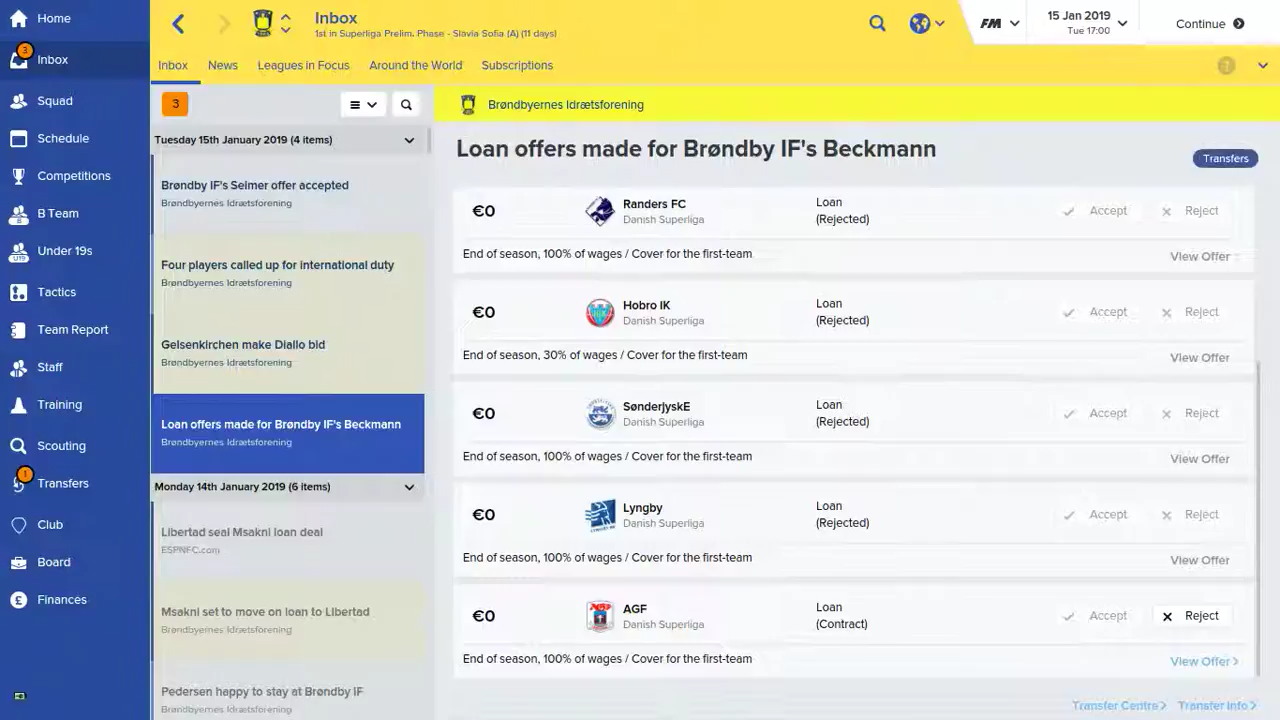 Home
3
Inbox
Squad
Schedule
Competitions
B Team
Under 19s
Tactics
Team Report
Staff
Training
Scouting
1
Transfers
Club
Board
Finances
Inbox
1st in Superliga Prelim. Phase - Slavia Sofia (A) (11 days)
FM
15 Jan 2019
Tue 17:00
Continue
Inbox
News
Leagues in Focus
Around the World
Subscriptions
3
Tuesday 15th January 2019 (4 items)
Brøndby IF's Selmer offer accepted
Brøndbyernes Idrætsforening
Four players called up for international duty
Brøndbyernes Idrætsforening
Gelsenkirchen make Diallo bid
Brøndbyernes Idrætsforening
Loan offers made for Brøndby IF's Beckmann
Brøndbyernes Idrætsforening
Monday 14th January 2019 (6 items)
Libertad seal Msakni loan deal
ESPNFC.com
Msakni set to move on loan to Libertad
Brøndbyernes Idrætsforening
Pedersen happy to stay at Brøndby IF
Brøndbyernes Idrætsforening
Brøndbyernes Idrætsforening
Loan offers made for Brøndby IF's Beckmann
Transfers
€0
Randers FC
Danish Superliga
Loan
(Rejected)
Accept
Reject
End of season, 100% of wages / Cover for the first-team
View Offer
€0
Hobro IK
Danish Superliga
Loan
(Rejected)
Accept
Reject
End of season, 30% of wages / Cover for the first-team
View Offer
€0
SønderjyskE
Danish Superliga
Loan
(Rejected)
Accept
Reject
End of season, 100% of wages / Cover for the first-team
View Offer
€0
Lyngby
Danish Superliga
Loan
(Rejected)
Accept
Reject
End of season, 100% of wages / Cover for the first-team
View Offer
€0
AGF
Danish Superliga
Loan
(Contract)
Accept
Reject
End of season, 100% of wages / Cover for the first-team
View Offer
Transfer Centre
Transfer Info